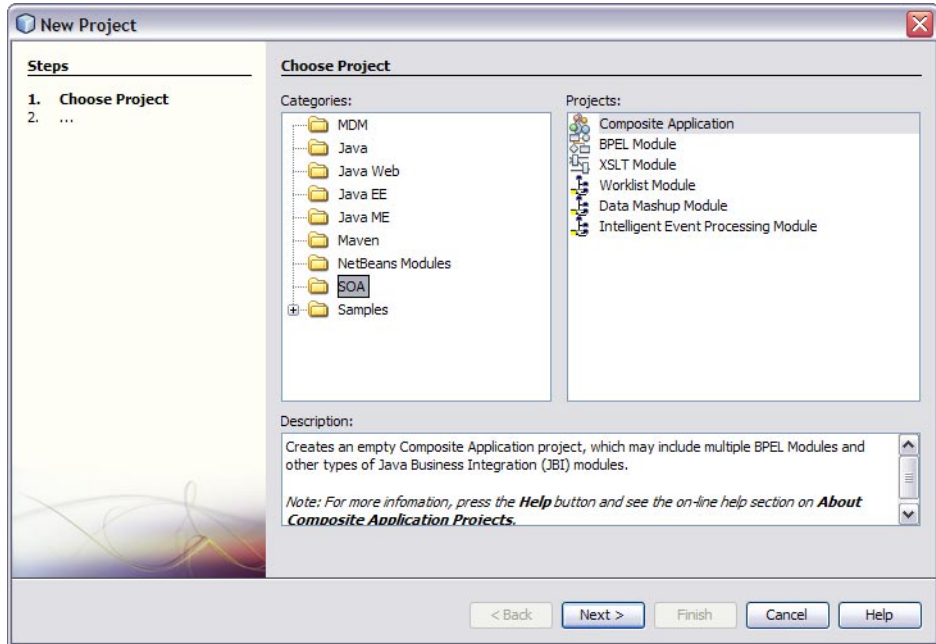 New Project
Steps
1. Choose Project
2. ...
Choose Project
Categories:
MDM
Java
Java Web
Java EE
Java ME
Maven
NetBeans Modules
SOA
Samples
Projects:
Composite Application
BPEL Module
XSLT Module
Worklist Module
Data Mashup Module
Intelligent Event Processing Module
Description:
Creates an empty Composite Application project, which may include multiple BPEL Modules and
other types of Java Business Integration (JBI) modules.
Note: For more infomation, press the Help button and see the on-line help section on About
Composite Application Projects.
< Back
Next >
Finish
Cancel
Help